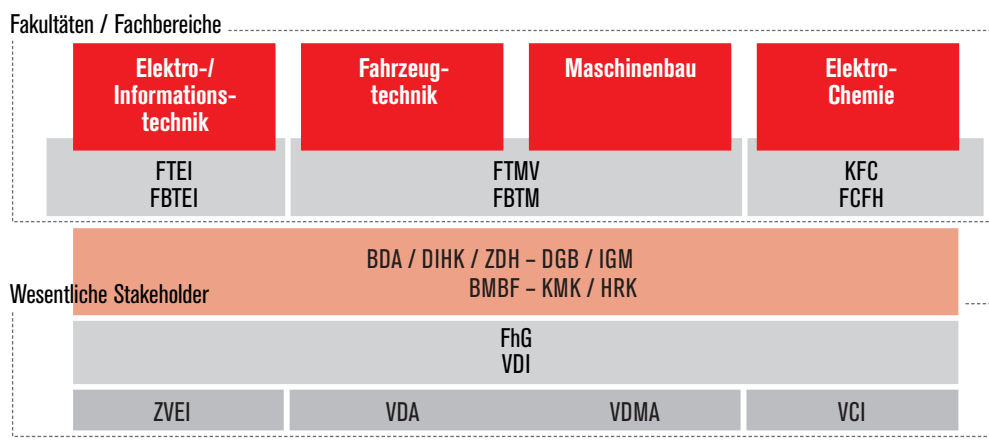 Fakultäten / Fachbereiche
Elektro-/
Informations-
technik
Fahrzeug-
technik
Maschinenbau
Elektro-
Chemie
FTEI
FBTEI
FTMV
FBTM
KFC
FCFH
BDA / DIHK / ZDH – DGB / IGM
BMBF – KMK / HRK
Wesentliche Stakeholder
FhG
VDI
ZVEI
VDA
VDMA
VCI